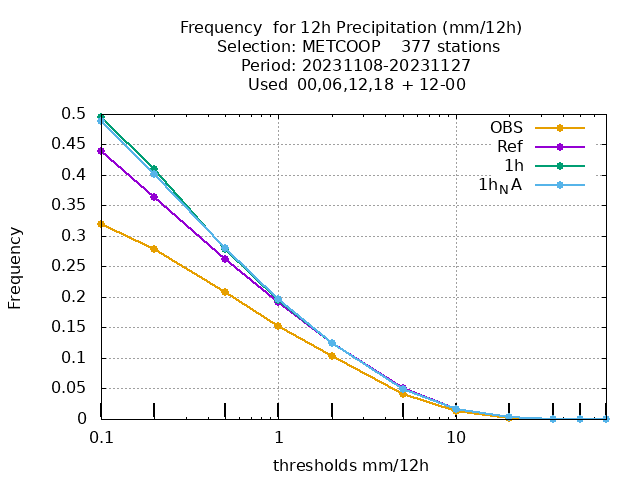 Frequency  for 12h Precipitation (mm/12h)
Selection: METCOOP    377 stations
Period: 20231108-20231127
Used 00,06,12,18 + 12-00
OBS
Ref
1h
1h_NA
Frequency
0.5
0.45
0.4
0.35
0.3
0.25
0.2
0.15
0.1
0.05
0
0.1 1 10
thresholds mm/12h